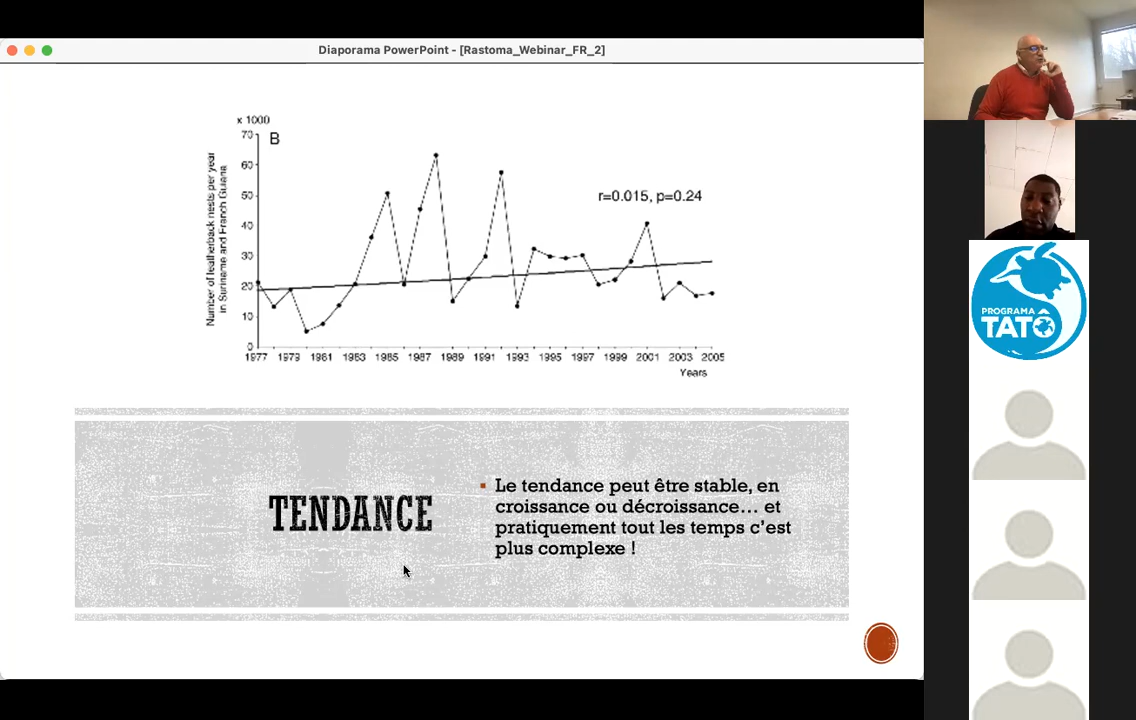 Diaporama PowerPoint - [Rastoma_Webinar_FR_2]
x 1000
B
70
60
50
40
30
20
10
0
Number of leatherback nests per year
in Suriname and French Guiana
r=0.015, p=0.24
1977 1979 1981 1983 1985 1987 1989 1991 1993 1995 1997 1999 2001 2003 2005
Years
TENDANCE
Le tendance peut être stable, en
croissance ou décroissance... et
pratiquement tout les temps c'est
plus complexe !
PROGRAMA
TATÔ